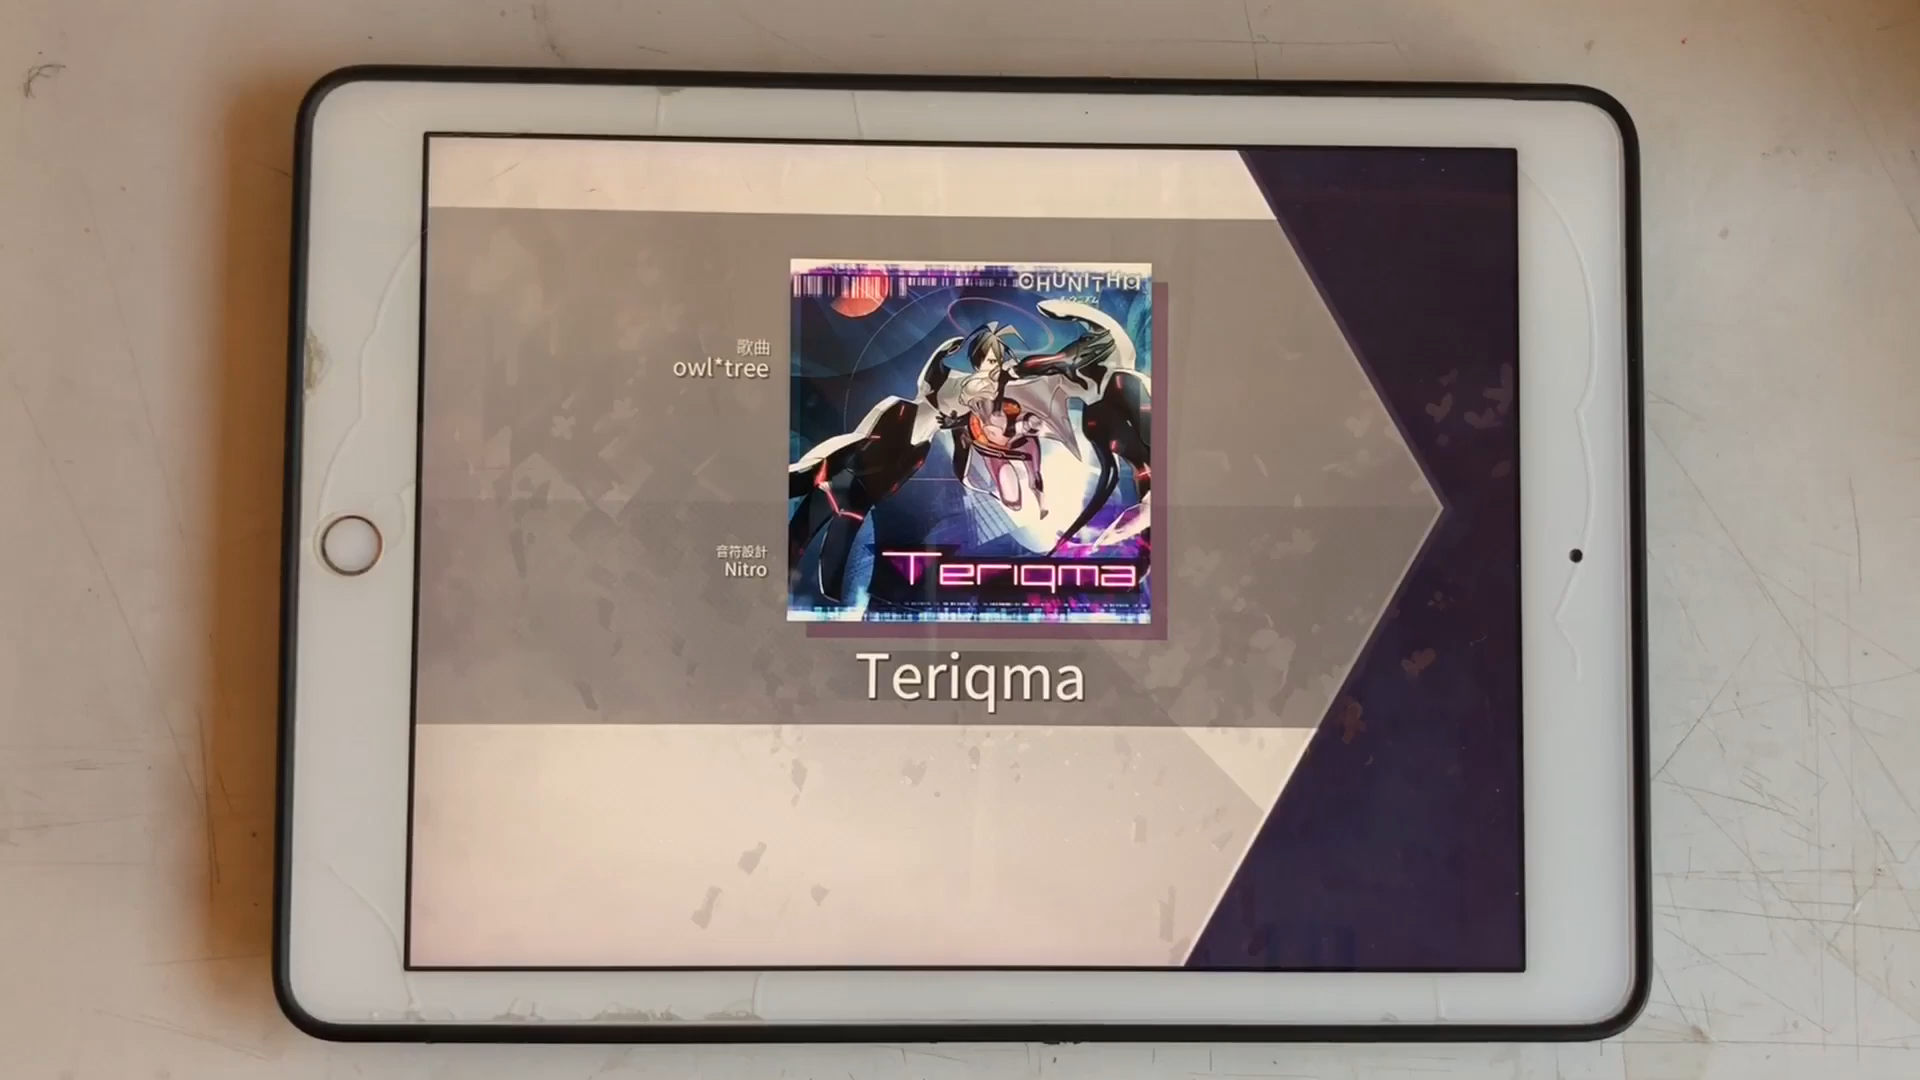 CHUNITHM
歌曲
owl*tree
音符設計
Nitro
Teriqma
Teriqma